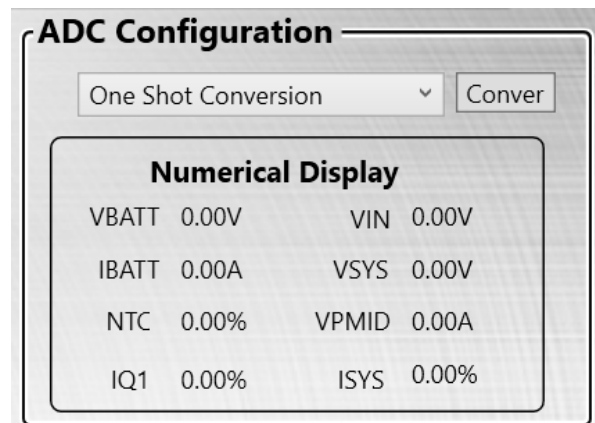 ADC Configuration
One Shot Conversion Conver
Numerical Display
VBATT 0.00V VIN 0.00V
IBATT 0.00A VSYS 0.00V
NTC 0.00% VPMID 0.00A
IQ1 0.00% ISYS 0.00%